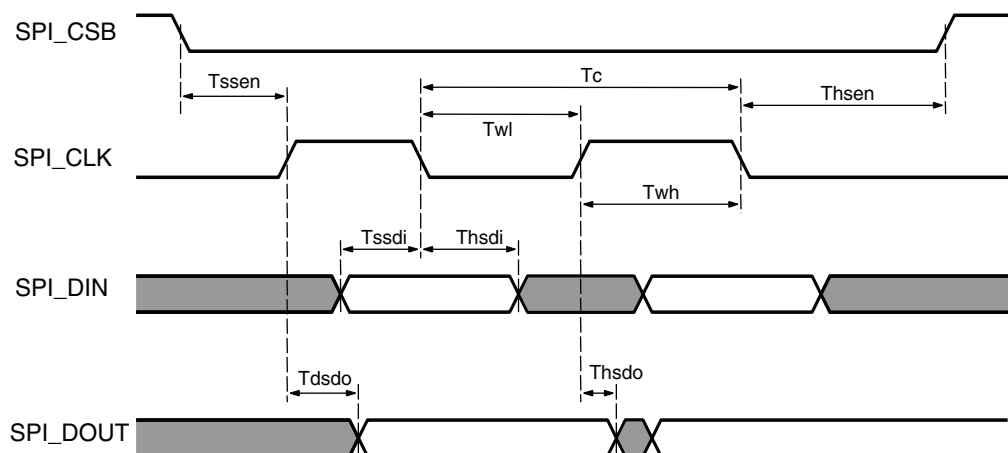 SPI_CSB
Tssen
Tc
Thsen
Twl
SPI_CLK
Twh
Tssdi
Thsdi
SPI_DIN
Tdsdo
Thsdo
SPI_DOUT